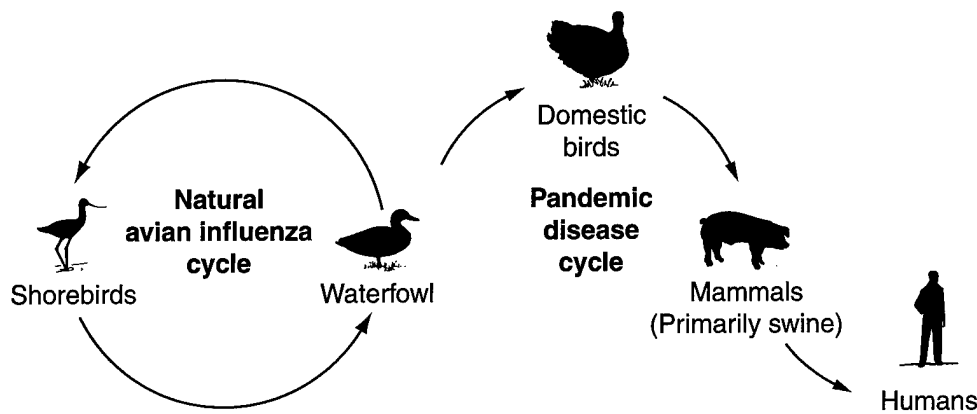 Domestic
birds
Natural
avian influenza
cycle
Pandemic
disease
cycle
Shorebirds
Waterfowl
Mammals
(Primarily swine)
Humans